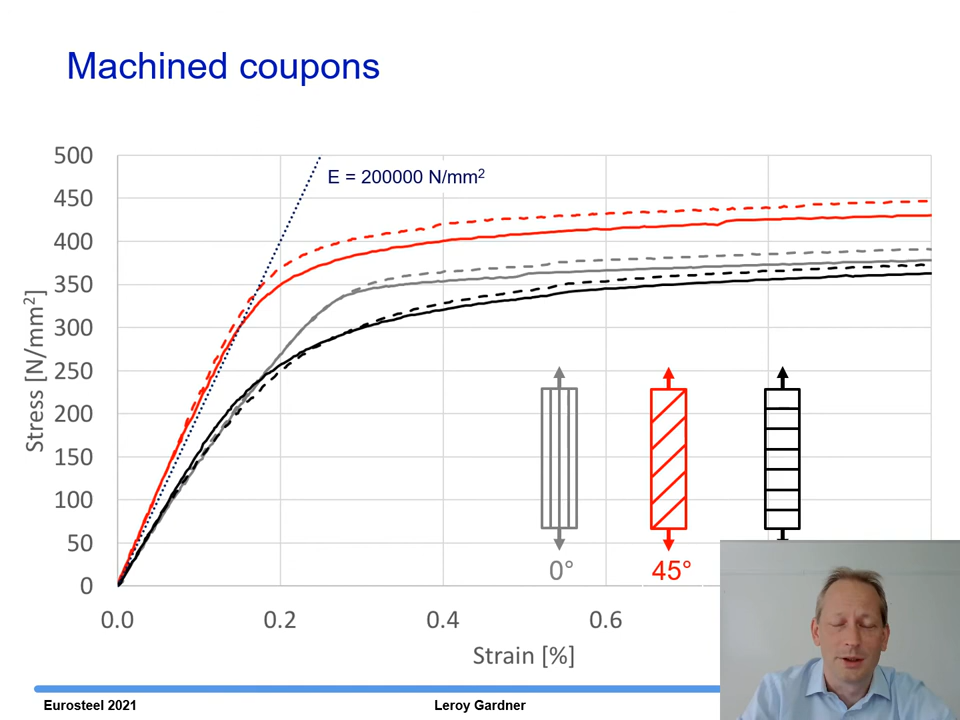 Machined coupons
500
E = 200000 N/mm²
450
400
350
300
250
200
150
100
50
0
Stress [N/mm²]
0° 45°
0.0 0.2 0.4 0.6
Strain [%]
Eurosteel 2021 Leroy Gardner